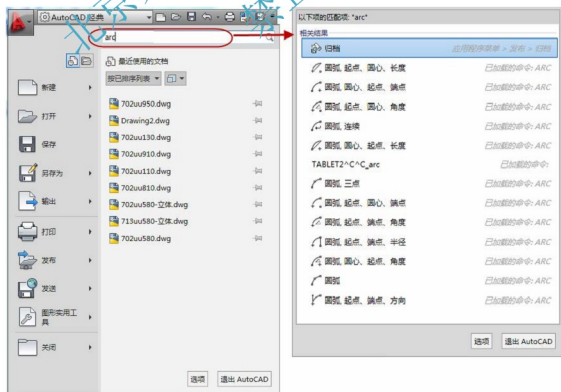 AutoCAD 经典
arc
最近使用的文档
按已排序列表
新建
打开
保存
另存为
输出
打印
发布
发送
图形实用工
具
关闭
702uu950.dwg
Drawing2.dwg
702uu130.dwg
702uu910.dwg
702uu110.dwg
702uu810.dwg
702uu580-立体.dwg
713uu580-立体.dwg
702uu580.dwg
选项
退出 AutoCAD
以下项的匹配项: "arc"
相关结果
归档 应用程序菜单 > 发布 > 归档
圆弧, 起点、圆心、长度 已加载的命令: ARC
圆弧, 圆心、起点、端点 已加载的命令: ARC
圆弧, 起点、圆心、角度 已加载的命令: ARC
圆弧, 连续 已加载的命令: ARC
圆弧, 圆心、起点、长度 已加载的命令: ARC
TABLET2^C^C_arc 已加载的命令:
圆弧, 三点 已加载的命令: ARC
圆弧, 起点、圆心、端点 已加载的命令: ARC
圆弧, 起点、端点、角度 已加载的命令: ARC
圆弧, 起点、端点、半径 已加载的命令: ARC
圆弧, 圆心、起点、角度 已加载的命令: ARC
圆弧 已加载的命令: ARC
圆弧, 起点、端点、方向 已加载的命令: ARC
选项
退出 AutoCAD